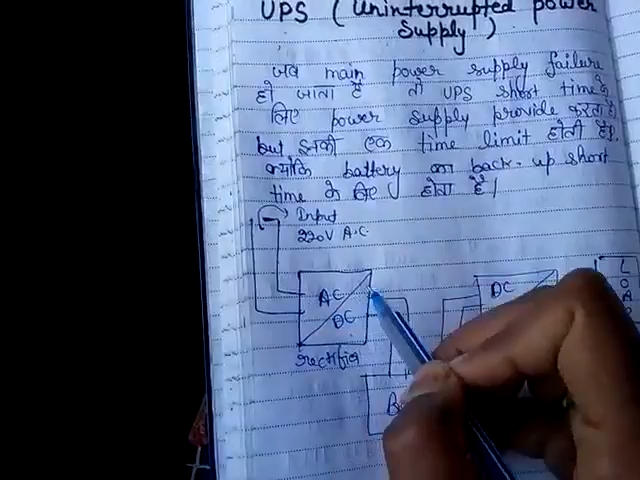 UPS ( Uninterrupted power
Supply )
जब main power supply failure
हो जाता है तो UPS short time के
लिए power supply provide करता है।
but इसकी एक time limit होती है।
क्योंकि battery का back-up short
time के लिए होता है।
Input
220V A.C.
AC
DC
rectifier
DC
B
L
O
A